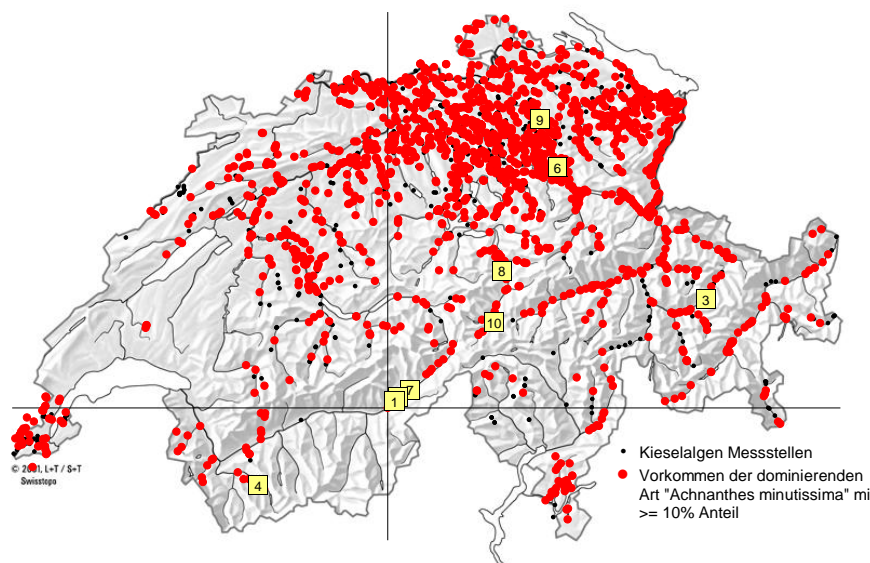 9
6
8
3
10
7
1
4
© 2001, L+T / S+T
Swisstopo
Kieselalgen Messstellen
Vorkommen der dominierenden
Art "Achnanthes minutissima" mi
>= 10% Anteil